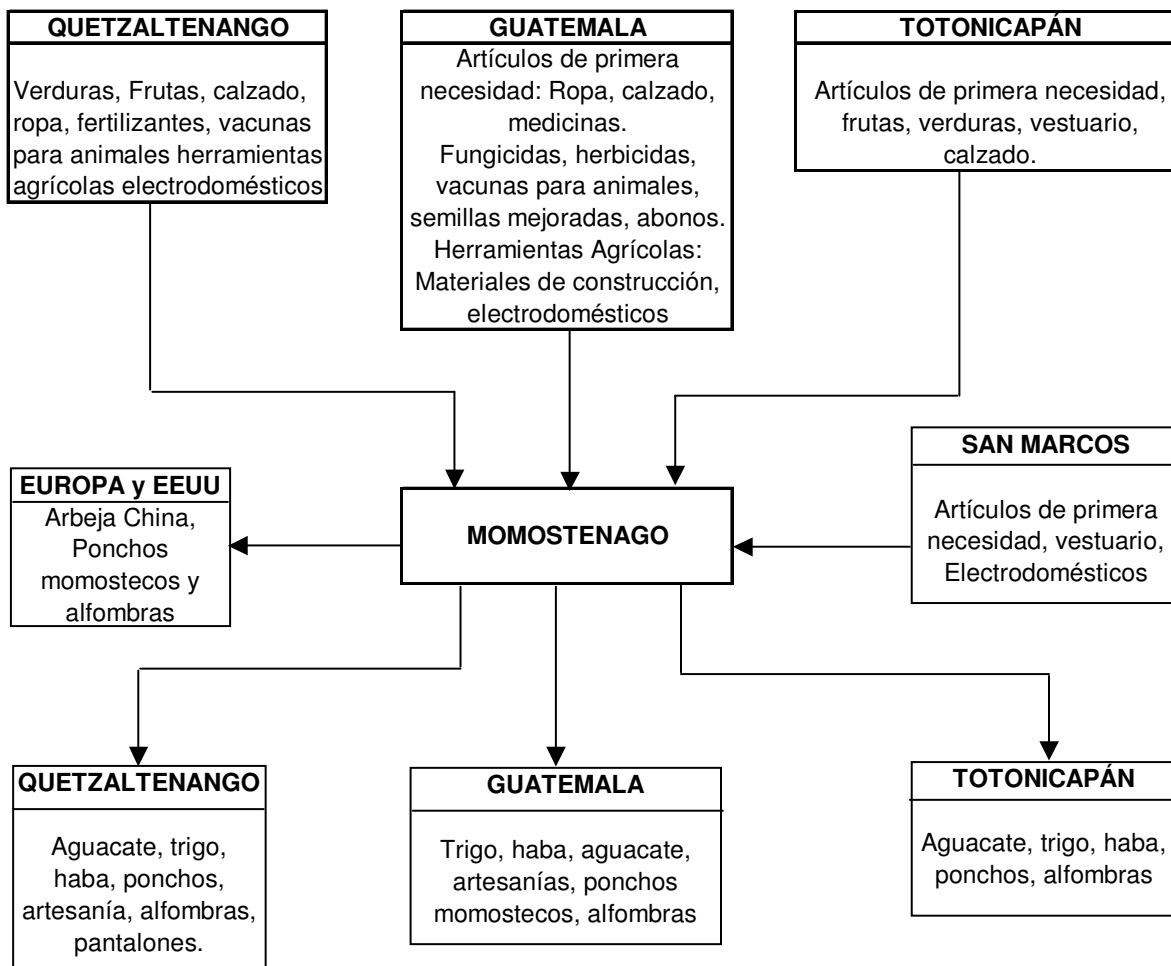 QUETZALTENANGO
Verduras, Frutas, calzado,
ropa, fertilizantes, vacunas
para animales herramientas
agrícolas electrodomésticos
GUATEMALA
Artículos de primera
necesidad: Ropa, calzado,
medicinas.
Fungicidas, herbicidas,
vacunas para animales,
semillas mejoradas, abonos.
Herramientas Agrícolas:
Materiales de construcción,
electrodomésticos
TOTONICAPÁN
Artículos de primera necesidad,
frutas, verduras, vestuario,
calzado.
EUROPA y EEUU
Arbeja China,
Ponchos
momostecos y
alfombras
MOMOSTENAGO
SAN MARCOS
Artículos de primera
necesidad, vestuario,
Electrodomésticos
QUETZALTENANGO
Aguacate, trigo,
haba, ponchos,
artesanía, alfombras,
pantalones.
GUATEMALA
Trigo, haba, aguacate,
artesanías, ponchos
momostecos, alfombras
TOTONICAPÁN
Aguacate, trigo, haba,
ponchos, alfombras